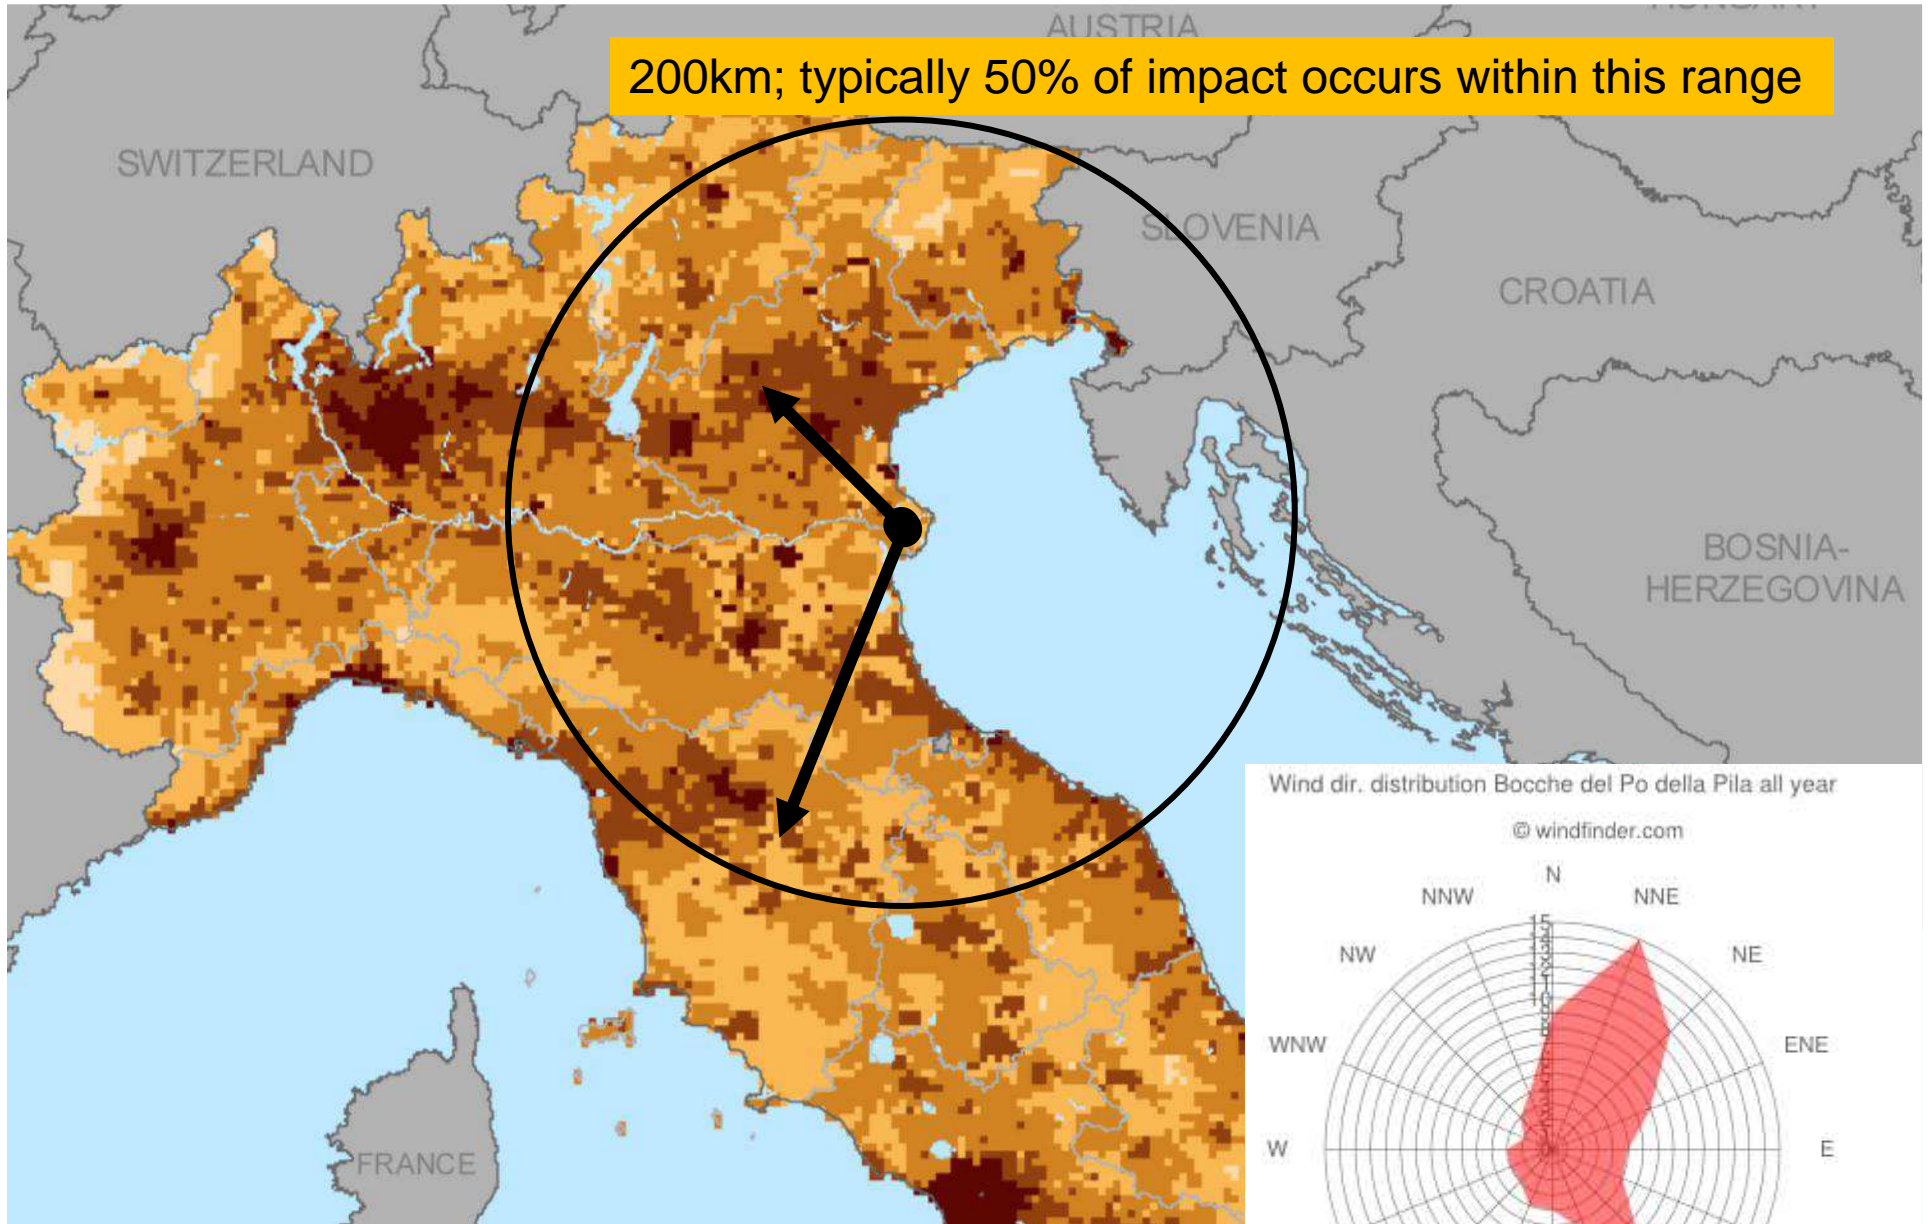 AUSTRIA
200km; typically 50% of impact occurs within this range
SWITZERLAND
SLOVENIA
CROATIA
BOSNIA-
HERZEGOVINA
Wind dir. distribution Bocche del Po della Pila all year
© windfinder.com
N
NNW
NNE
15
NW
NE
WNW
ENE
W
E
FRANCE